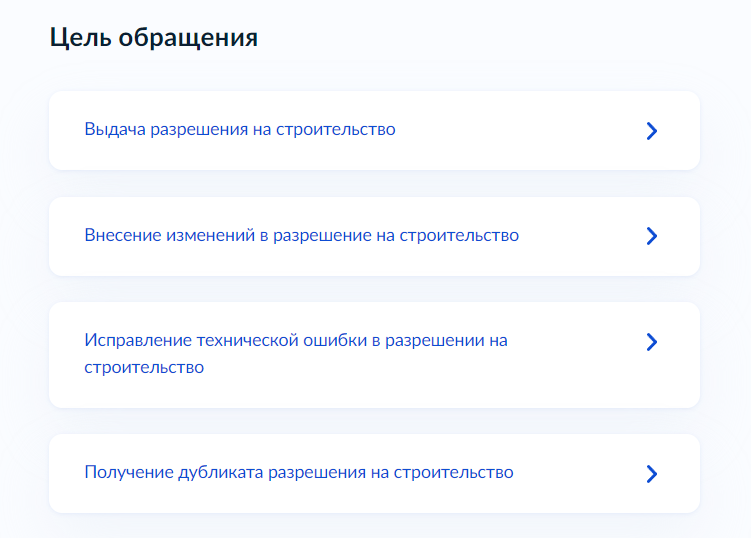 Цель обращения
Выдача разрешения на строительство
Внесение изменений в разрешение на строительство
Исправление технической ошибки в разрешении на
строительство
Получение дубликата разрешения на строительство